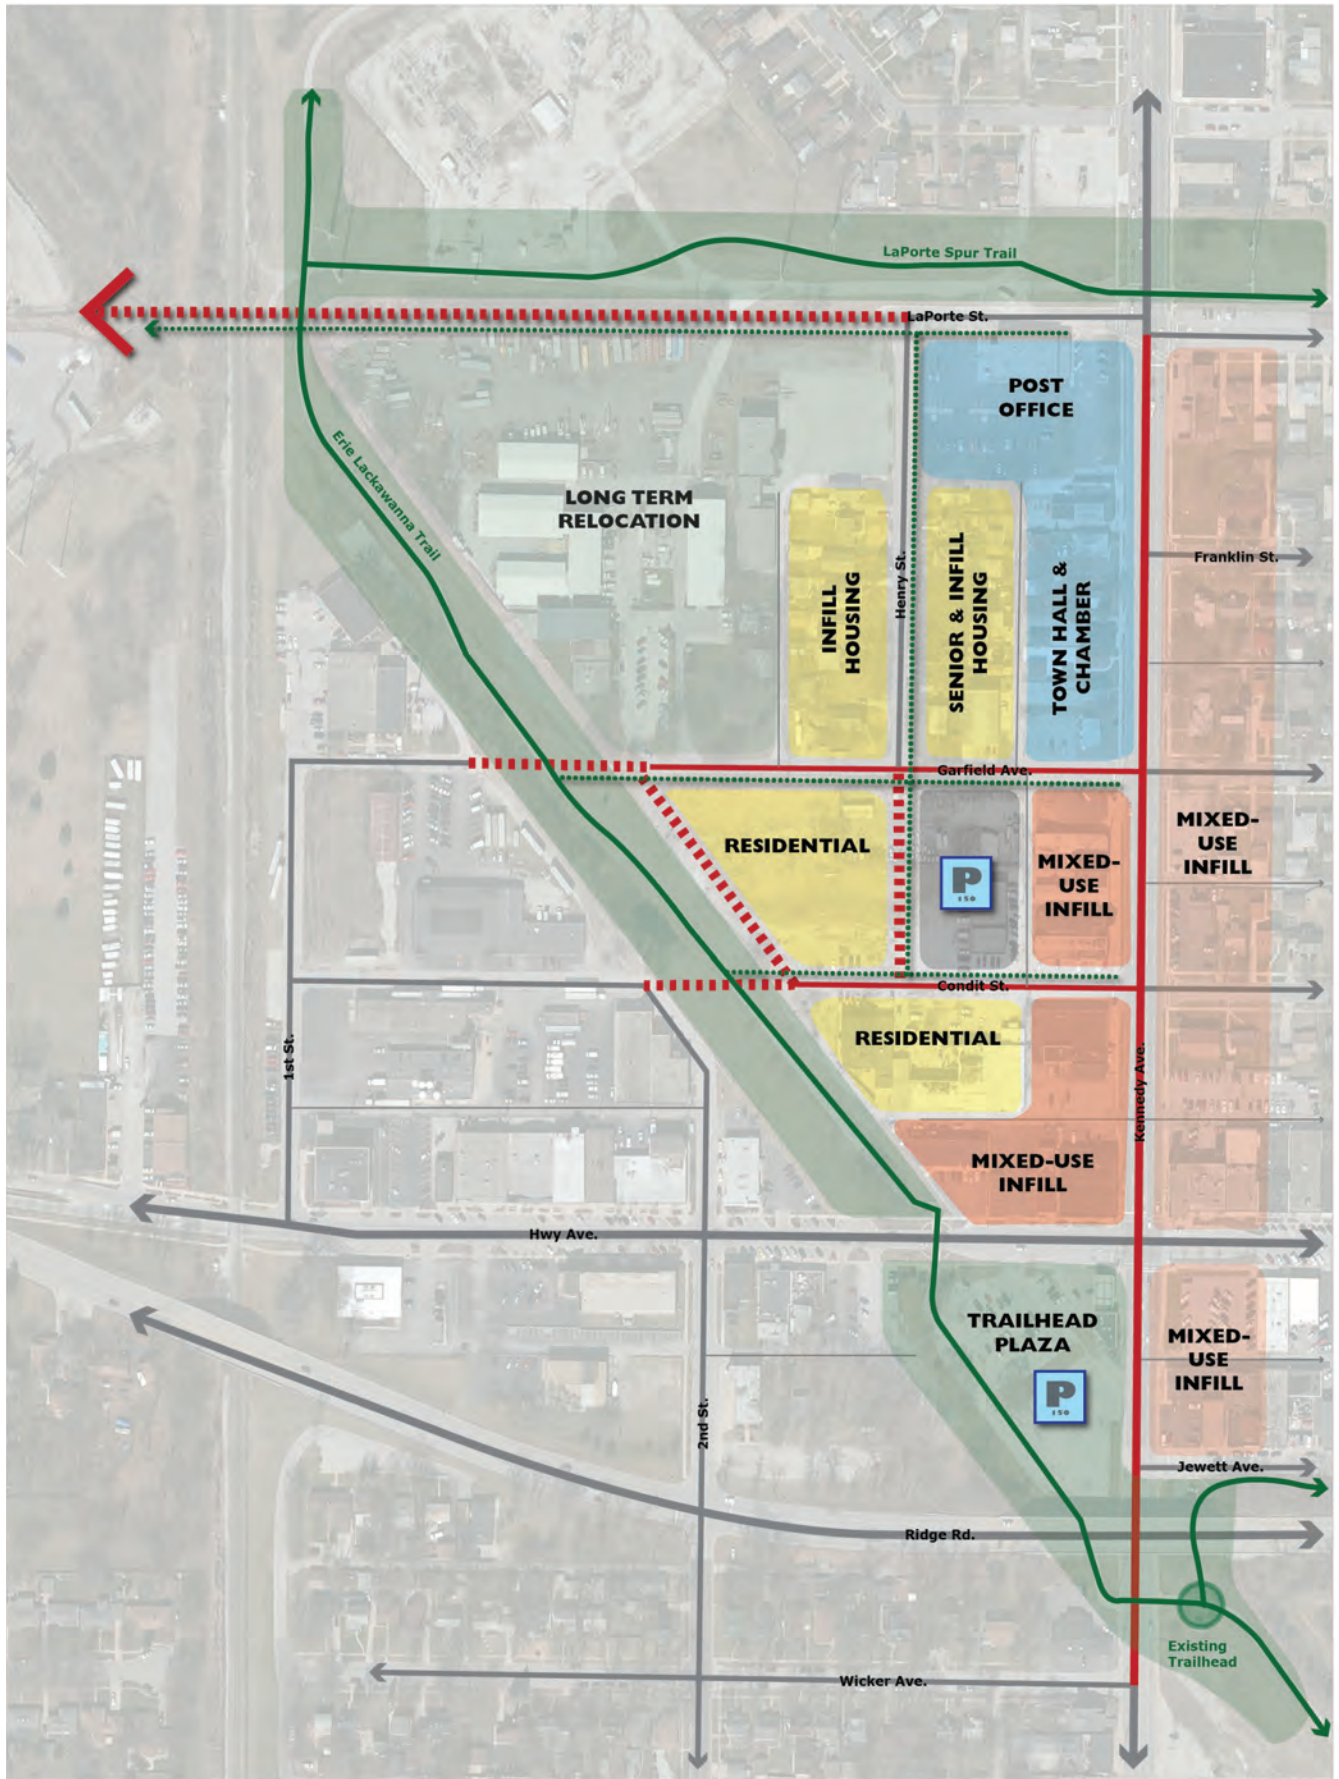 LaPorte Spur Trail
LaPorte St.
POST
OFFICE
Erie Lackawanna Trail
LONG TERM
RELOCATION
INFILL
HOUSING
Henry St.
SENIOR & INFILL
HOUSING
TOWN HALL &
CHAMBER
Franklin St.
Garfield Ave.
RESIDENTIAL
P
150
MIXED-
USE
INFILL
MIXED-
USE
INFILL
Condit St.
1st St.
RESIDENTIAL
Kennedy Ave.
MIXED-USE
INFILL
Hwy Ave.
TRAILHEAD
PLAZA
P
150
MIXED-
USE
INFILL
2nd St.
Jewett Ave.
Ridge Rd.
Existing
Trailhead
Wicker Ave.